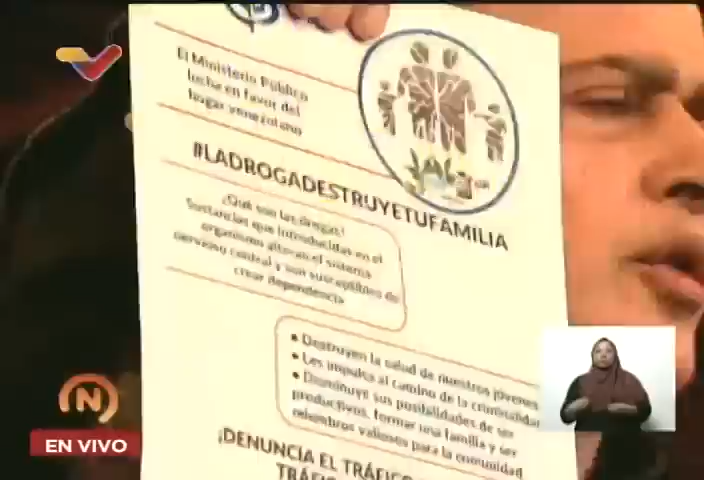 El Ministerio Público
lucha en favor del
hogar venezolano
#LADROGADESTRUYETUFAMILIA
¿Qué son las drogas?
Sustancias que introducidas en el
organismo alteran el sistema
nervioso central y son susceptibles de
crear dependencia
• Destruyen la salud de nuestros jóvenes
• Les impulsa al camino de la criminalidad
• Disminuye sus posibilidades de ser
productivos, formar una familia y ser
miembros valiosos para la comunidad
¡DENUNCIA EL TRÁFICO
N
EN VIVO